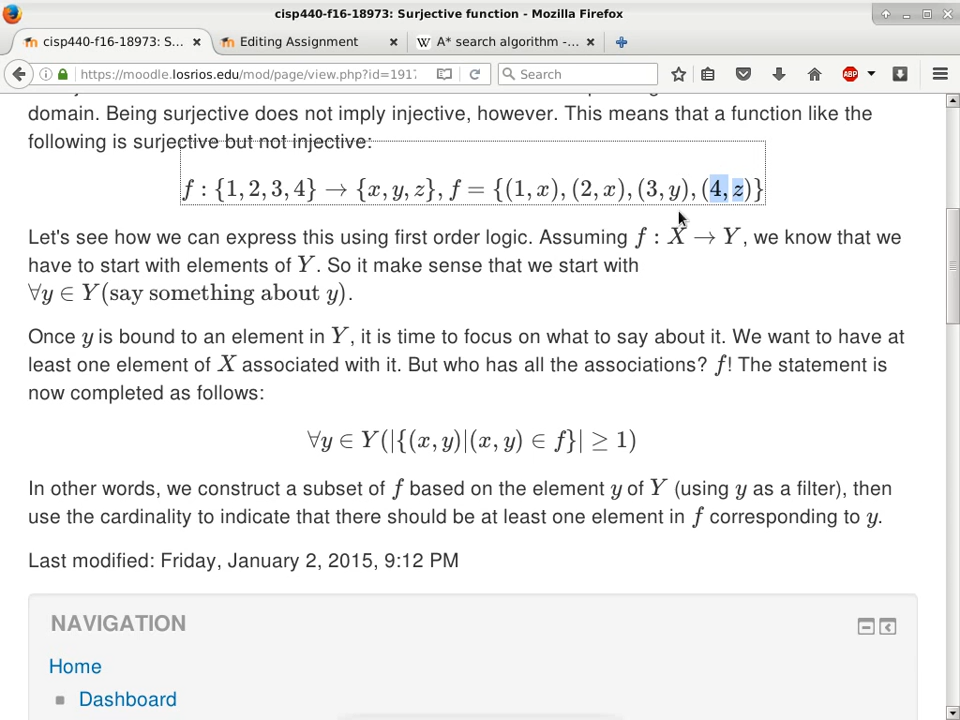 cisp440-f16-18973: Surjective function - Mozilla Firefox
cisp440-f16-18973: S... × Editing Assignment × W A* search algorithm -... ×
https://moodle.losrios.edu/mod/page/view.php?id=191 Search ABP
domain. Being surjective does not imply injective, however. This means that a function like the
following is surjective but not injective:
f : {1, 2, 3, 4} → {x, y, z}, f = {(1, x), (2, x), (3, y), (4, z)}
Let's see how we can express this using first order logic. Assuming f : X → Y, we know that we
have to start with elements of Y. So it make sense that we start with
∀y ∈ Y(say something about y).
Once y is bound to an element in Y, it is time to focus on what to say about it. We want to have at
least one element of X associated with it. But who has all the associations? f! The statement is
now completed as follows:
∀y ∈ Y(|{(x, y)|(x, y) ∈ f}| ≥ 1)
In other words, we construct a subset of f based on the element y of Y (using y as a filter), then
use the cardinality to indicate that there should be at least one element in f corresponding to y.
Last modified: Friday, January 2, 2015, 9:12 PM
NAVIGATION
Home
Dashboard